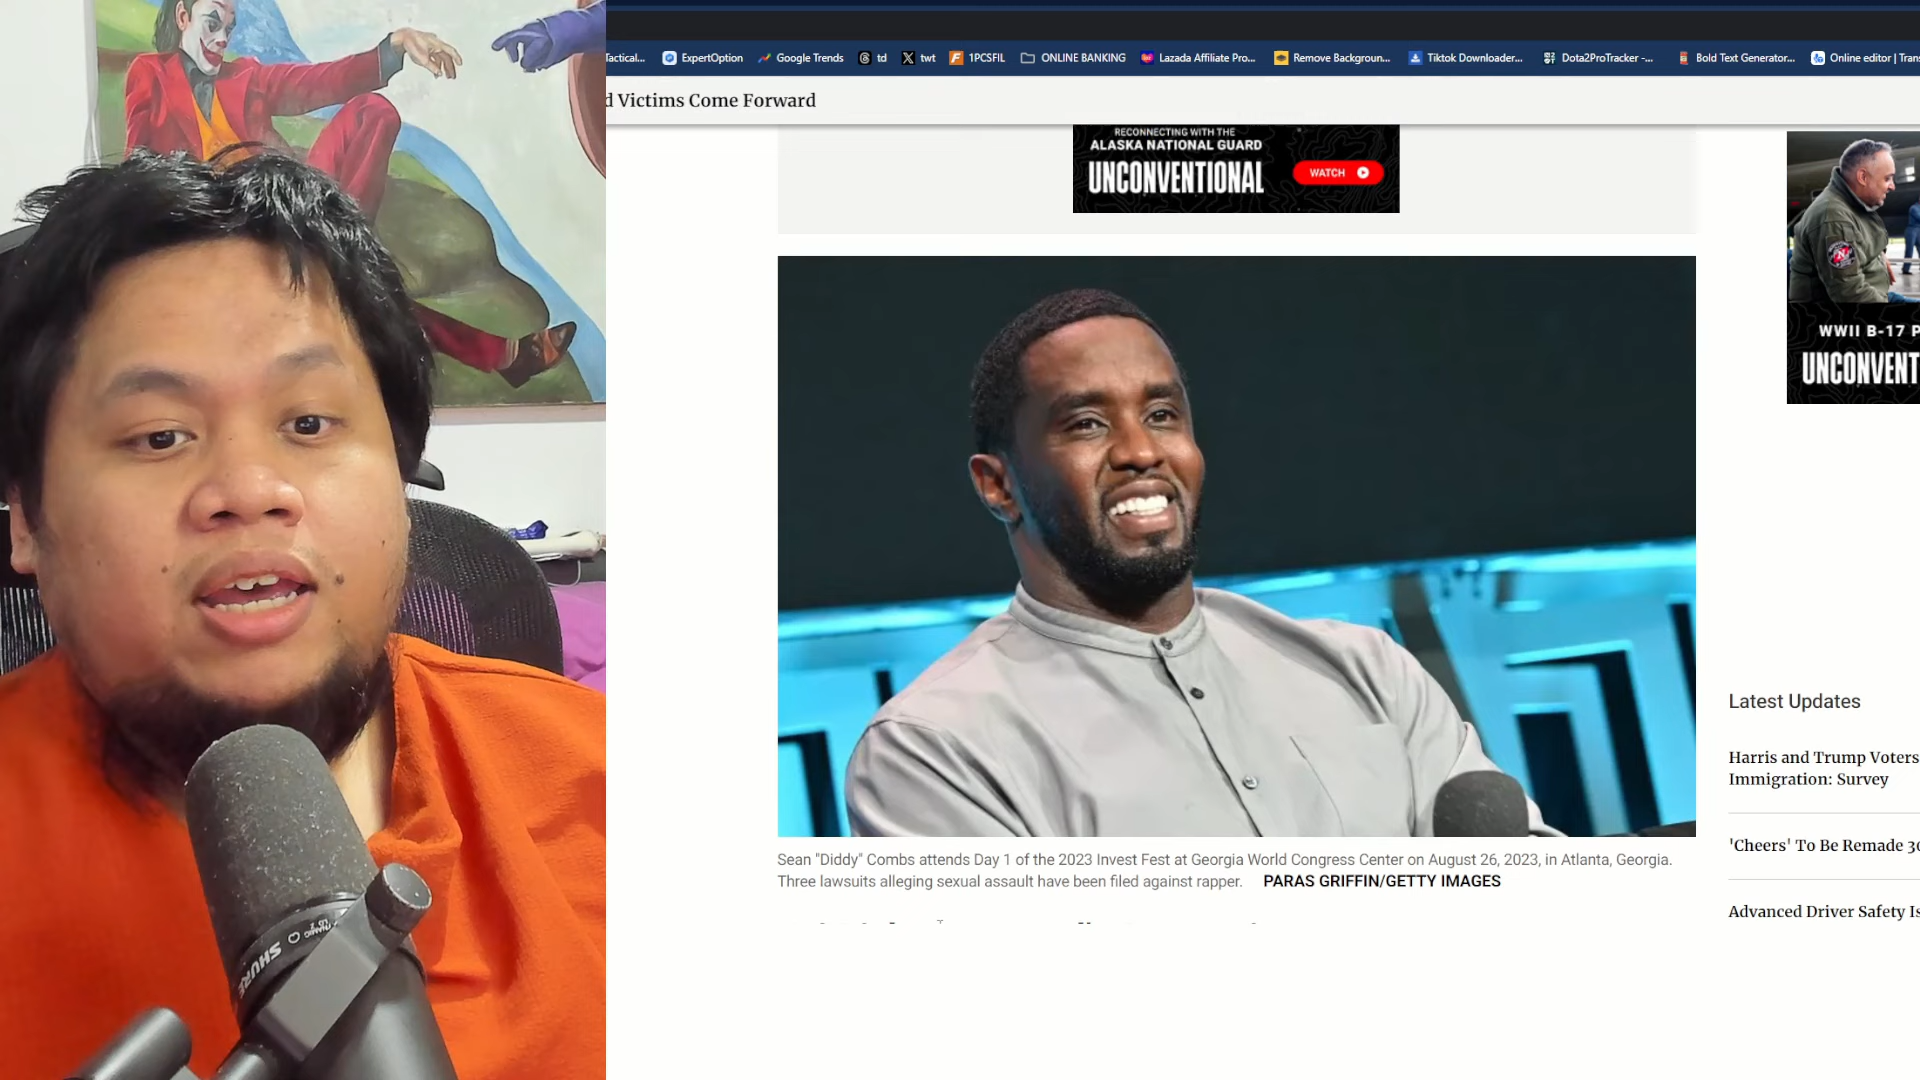 Tactical...
ExpertOption
Google Trends
td
twt
1PCSFIL
ONLINE BANKING
Lazada Affiliate Pro...
Remove Backgroun...
Tiktok Downloader...
Dota2ProTracker -...
Bold Text Generator...
Online editor | Tran
d Victims Come Forward
RECONNECTING WITH THE
ALASKA NATIONAL GUARD
UNCONVENTIONAL
WATCH
WWII B-17 P
UNCONVENT
Sean "Diddy" Combs attends Day 1 of the 2023 Invest Fest at Georgia World Congress Center on August 26, 2023, in Atlanta, Georgia.
Three lawsuits alleging sexual assault have been filed against rapper. PARAS GRIFFIN/GETTY IMAGES
Latest Updates
Harris and Trump Voters
Immigration: Survey
'Cheers' To Be Remade 30
Advanced Driver Safety Is
SHURE